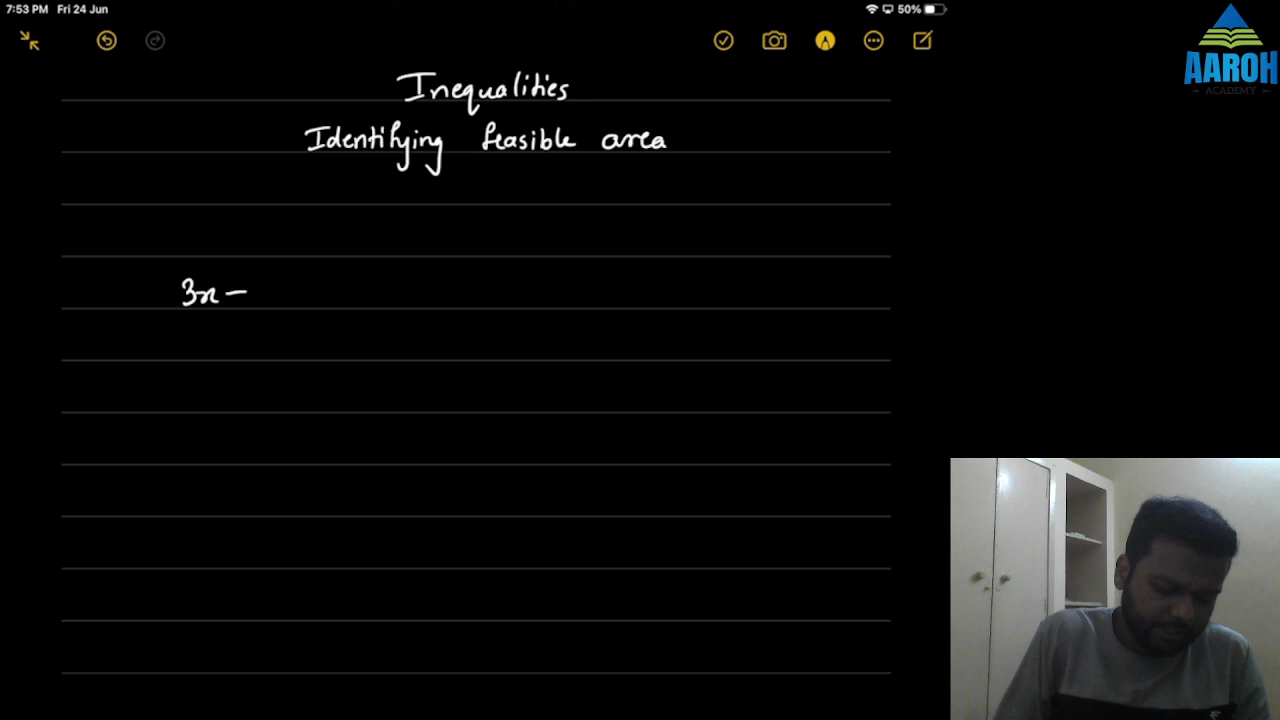 7:53 PM Fri 24 Jun
50%
AAROH
ACADEMY
Inequalities
Identifying feasible area
3x −